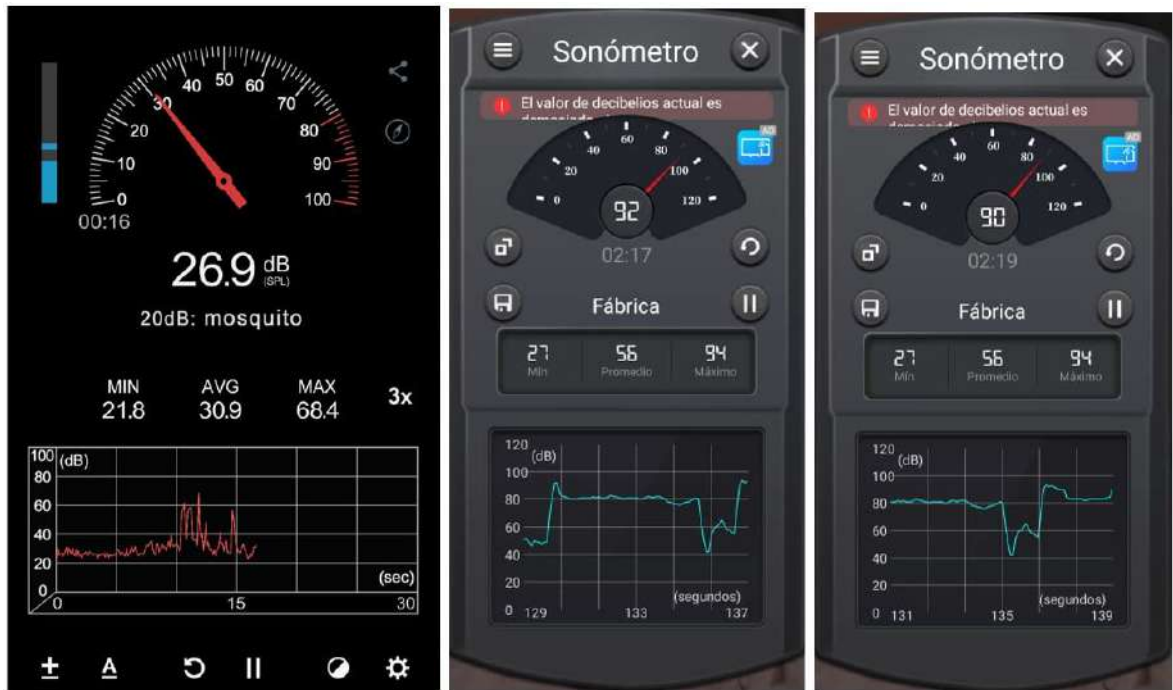 0 10 20 30 40 50 60 70 80 90 100
00:16
26.9 dB
(SPL)
20dB: mosquito
MIN AVG MAX
21.8 30.9 68.4
3x
100 (dB)
80
60
40
20
0
(sec)
0 15 30
± A
Sonómetro
! El valor de decibelios actual es
AD
0 20 40 60 80 100 120
92
02:17
Fábrica
27 56 94
Mín Promedio Máximo
120
(dB)
100
80
60
40
20
0
(segundos)
129 133 137
Sonómetro
! El valor de decibelios actual es
AD
0 20 40 60 80 100 120
90
02:19
Fábrica
27 56 94
Mín Promedio Máximo
120
(dB)
100
80
60
40
20
0
(segundos)
131 135 139